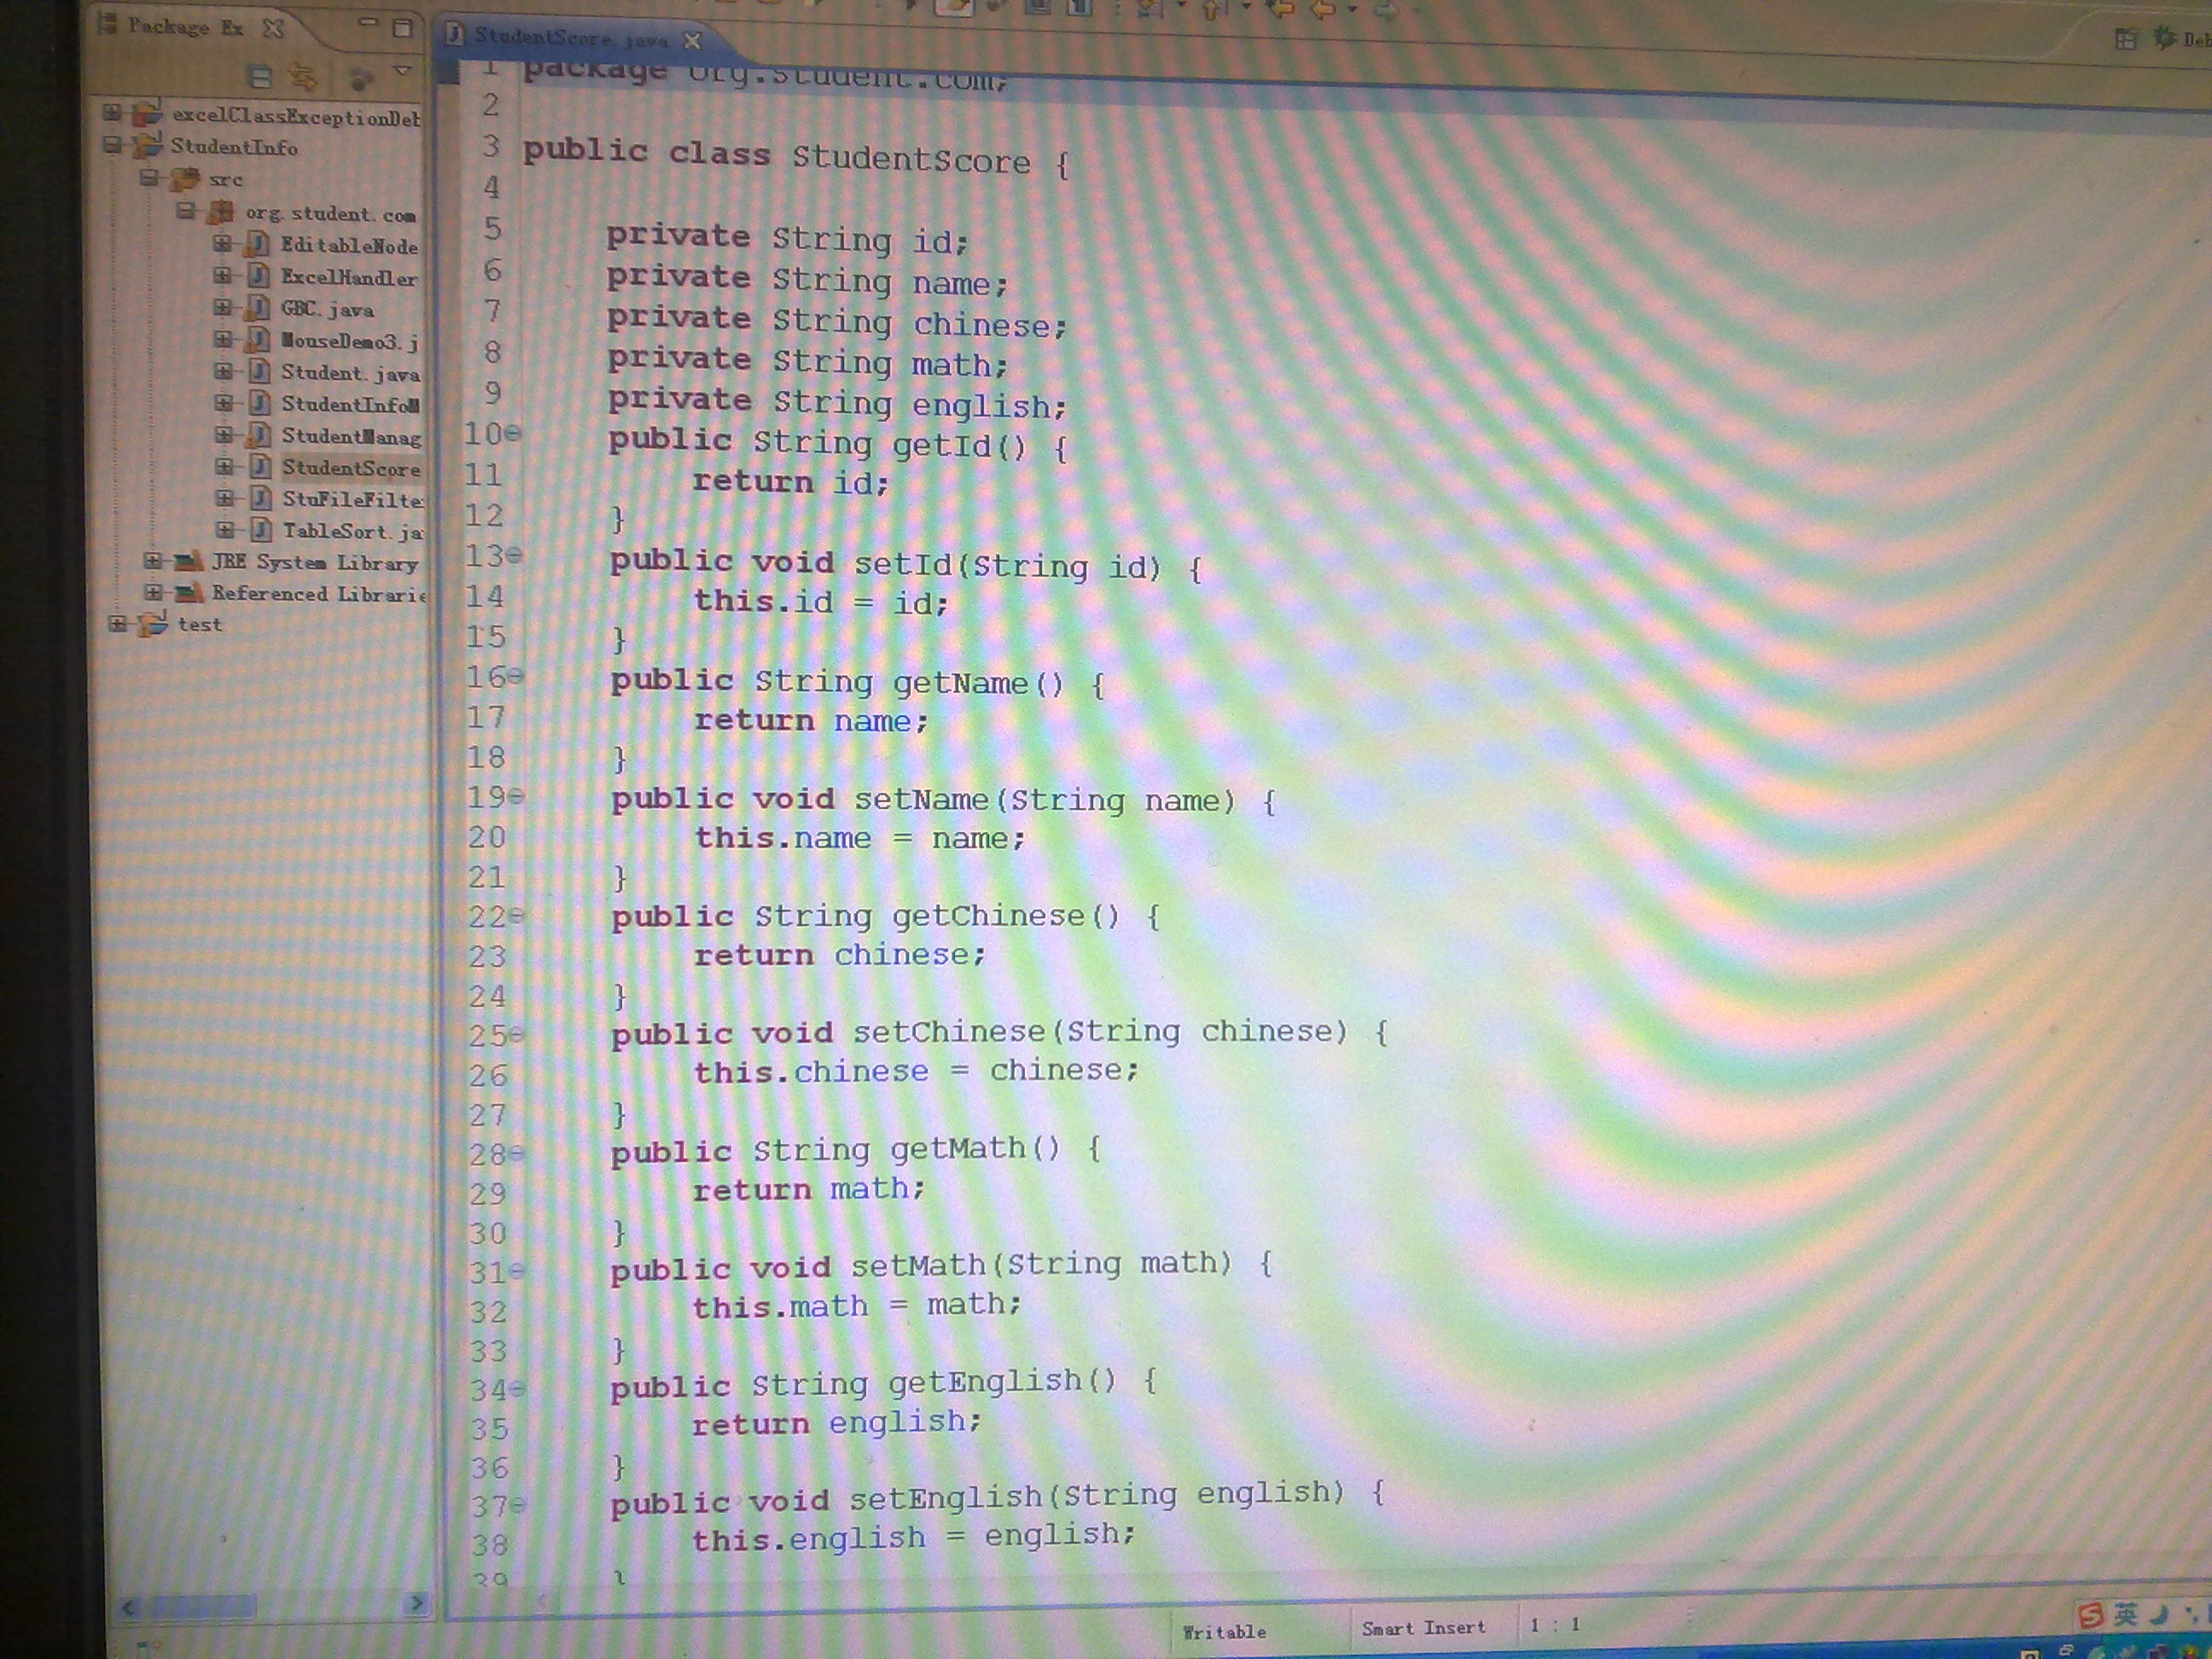 Package Ex
StudentScore.java
Deb
excelClassExceptionDeb
StudentInfo
src
org.student.com
EditableNode
ExcelHandler
GBC.java
MouseDemo3.j
Student.java
StudentInfoM
StudentManag
StudentScore
StuFileFilte
TableSort.ja
JRE System Library
Referenced Librarie
test
1 package org.student.com;
2
3 public class StudentScore {
4
5 private String id;
6 private String name;
7 private String chinese;
8 private String math;
9 private String english;
10 public String getId() {
11 return id;
12 }
13 public void setId(String id) {
14 this.id = id;
15 }
16 public String getName() {
17 return name;
18 }
19 public void setName(String name) {
20 this.name = name;
21 }
22 public String getChinese() {
23 return chinese;
24 }
25 public void setChinese(String chinese) {
26 this.chinese = chinese;
27 }
28 public String getMath() {
29 return math;
30 }
31 public void setMath(String math) {
32 this.math = math;
33 }
34 public String getEnglish() {
35 return english;
36 }
37 public void setEnglish(String english) {
38 this.english = english;
39 }
Writable
Smart Insert
1 : 1
S 英